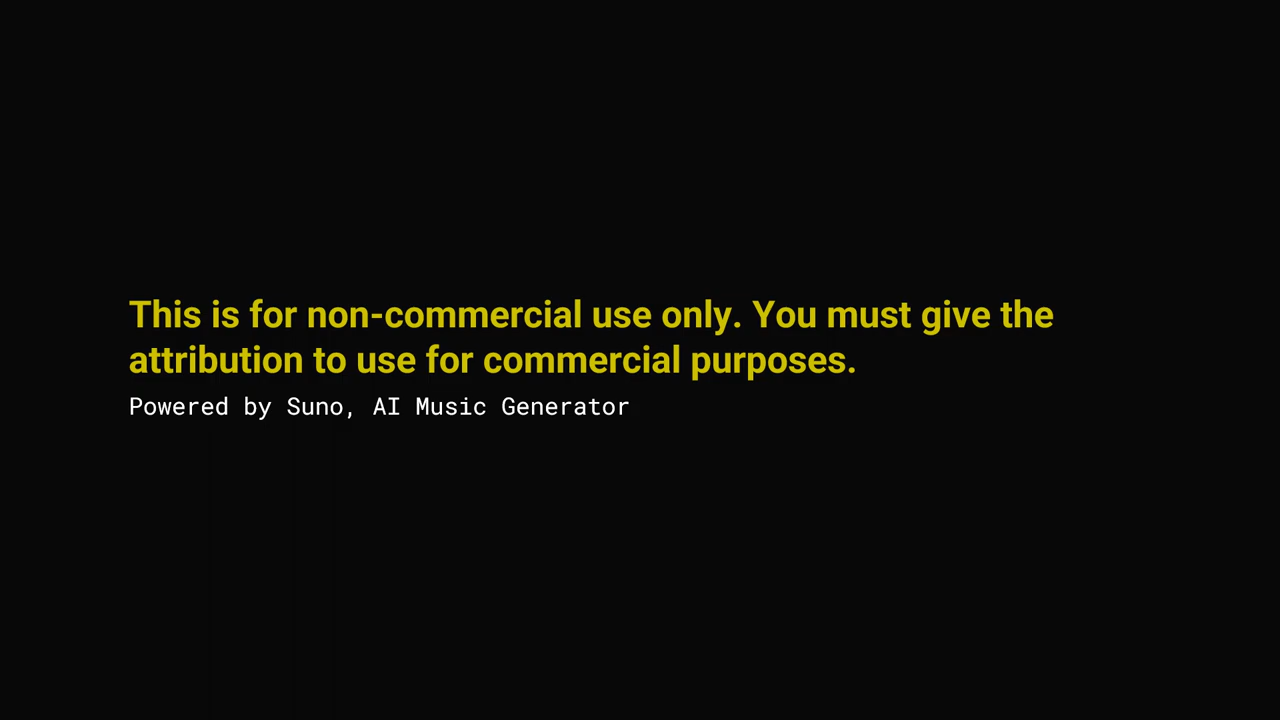 This is for non-commercial use only. You must give the
attribution to use for commercial purposes.
Powered by Suno, AI Music Generator